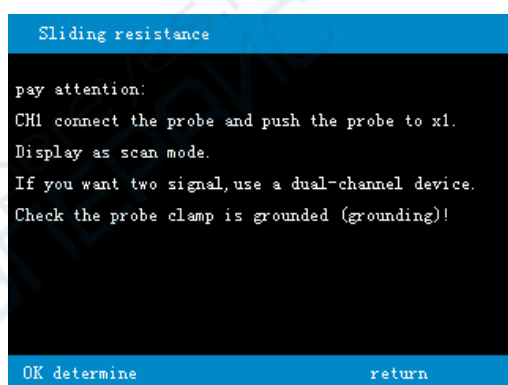 Sliding resistance
pay attention:
CH1 connect the probe and push the probe to x1.
Display as scan mode.
If you want two signal,use a dual-channel device.
Check the probe clamp is grounded (grounding)!
OK determine
return